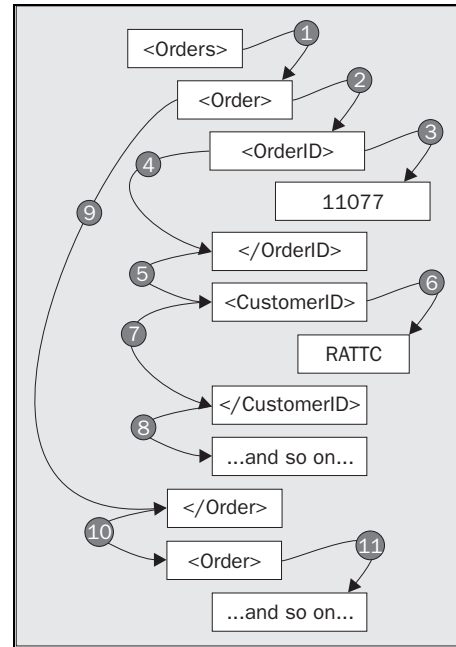 <Orders>
1
<Order>
2
<OrderID>
3
4
11077
9
</OrderID>
5
<CustomerID>
6
7
RATTC
</CustomerID>
8
...and so on...
</Order>
10
<Order>
11
...and so on...